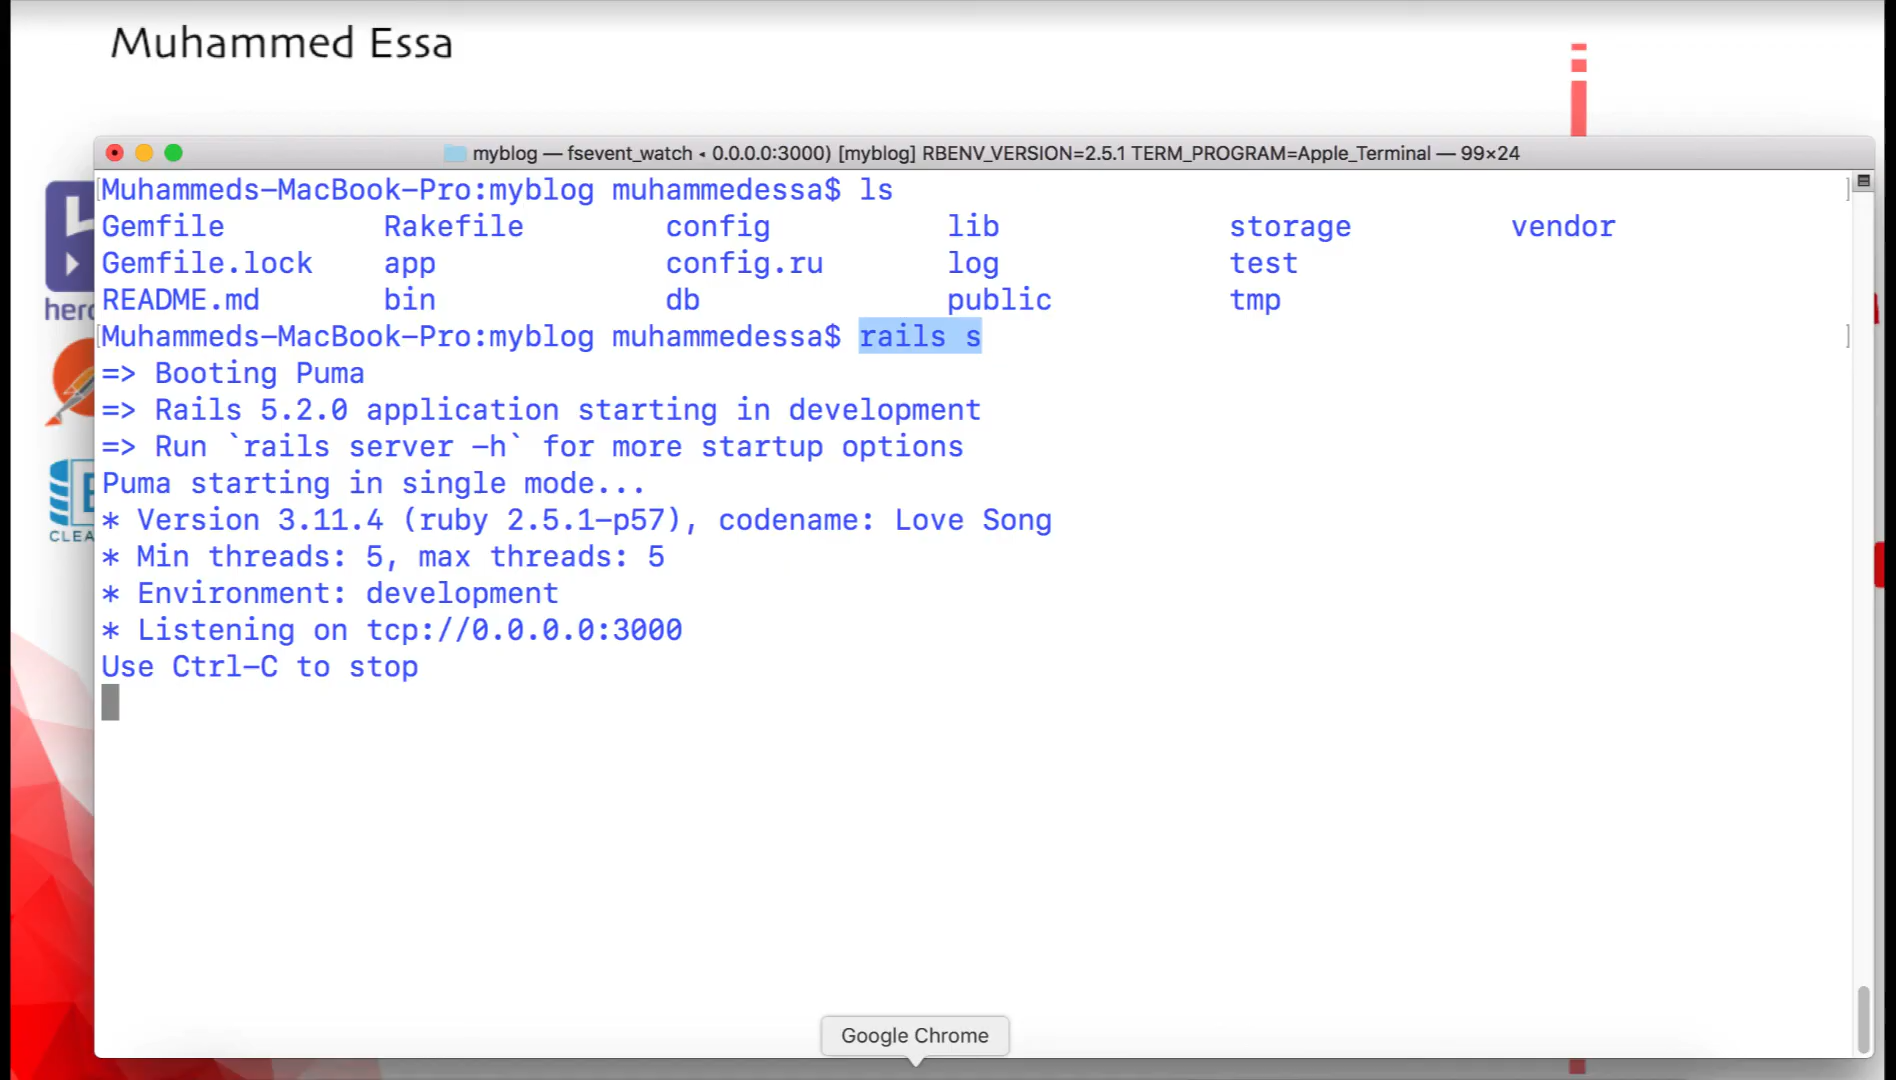 Muhammed Essa
myblog — fsevent_watch ◂ 0.0.0.0:3000) [myblog] RBENV_VERSION=2.5.1 TERM_PROGRAM=Apple_Terminal — 99×24
Muhammeds-MacBook-Pro:myblog muhammedessa$ ls
Gemfile Rakefile config lib storage vendor
Gemfile.lock app config.ru log test
README.md bin db public tmp
Muhammeds-MacBook-Pro:myblog muhammedessa$ rails s
=> Booting Puma
=> Rails 5.2.0 application starting in development
=> Run `rails server -h` for more startup options
Puma starting in single mode...
* Version 3.11.4 (ruby 2.5.1-p57), codename: Love Song
* Min threads: 5, max threads: 5
* Environment: development
* Listening on tcp://0.0.0.0:3000
Use Ctrl-C to stop
Google Chrome